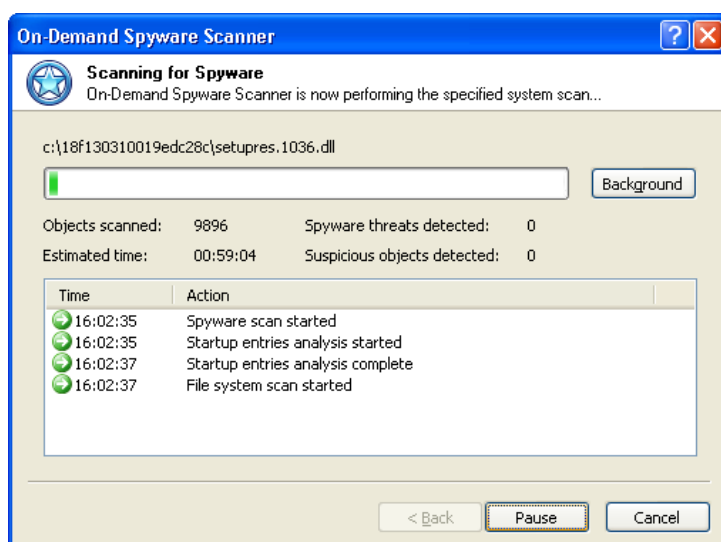 On-Demand Spyware Scanner
Scanning for Spyware
On-Demand Spyware Scanner is now performing the specified system scan...
c:\18f130310019edc28c\setupres.1036.dll
Background
Objects scanned: 9896 Spyware threats detected: 0
Estimated time: 00:59:04 Suspicious objects detected: 0
Time Action
16:02:35 Spyware scan started
16:02:35 Startup entries analysis started
16:02:37 Startup entries analysis complete
16:02:37 File system scan started
< Back Pause Cancel